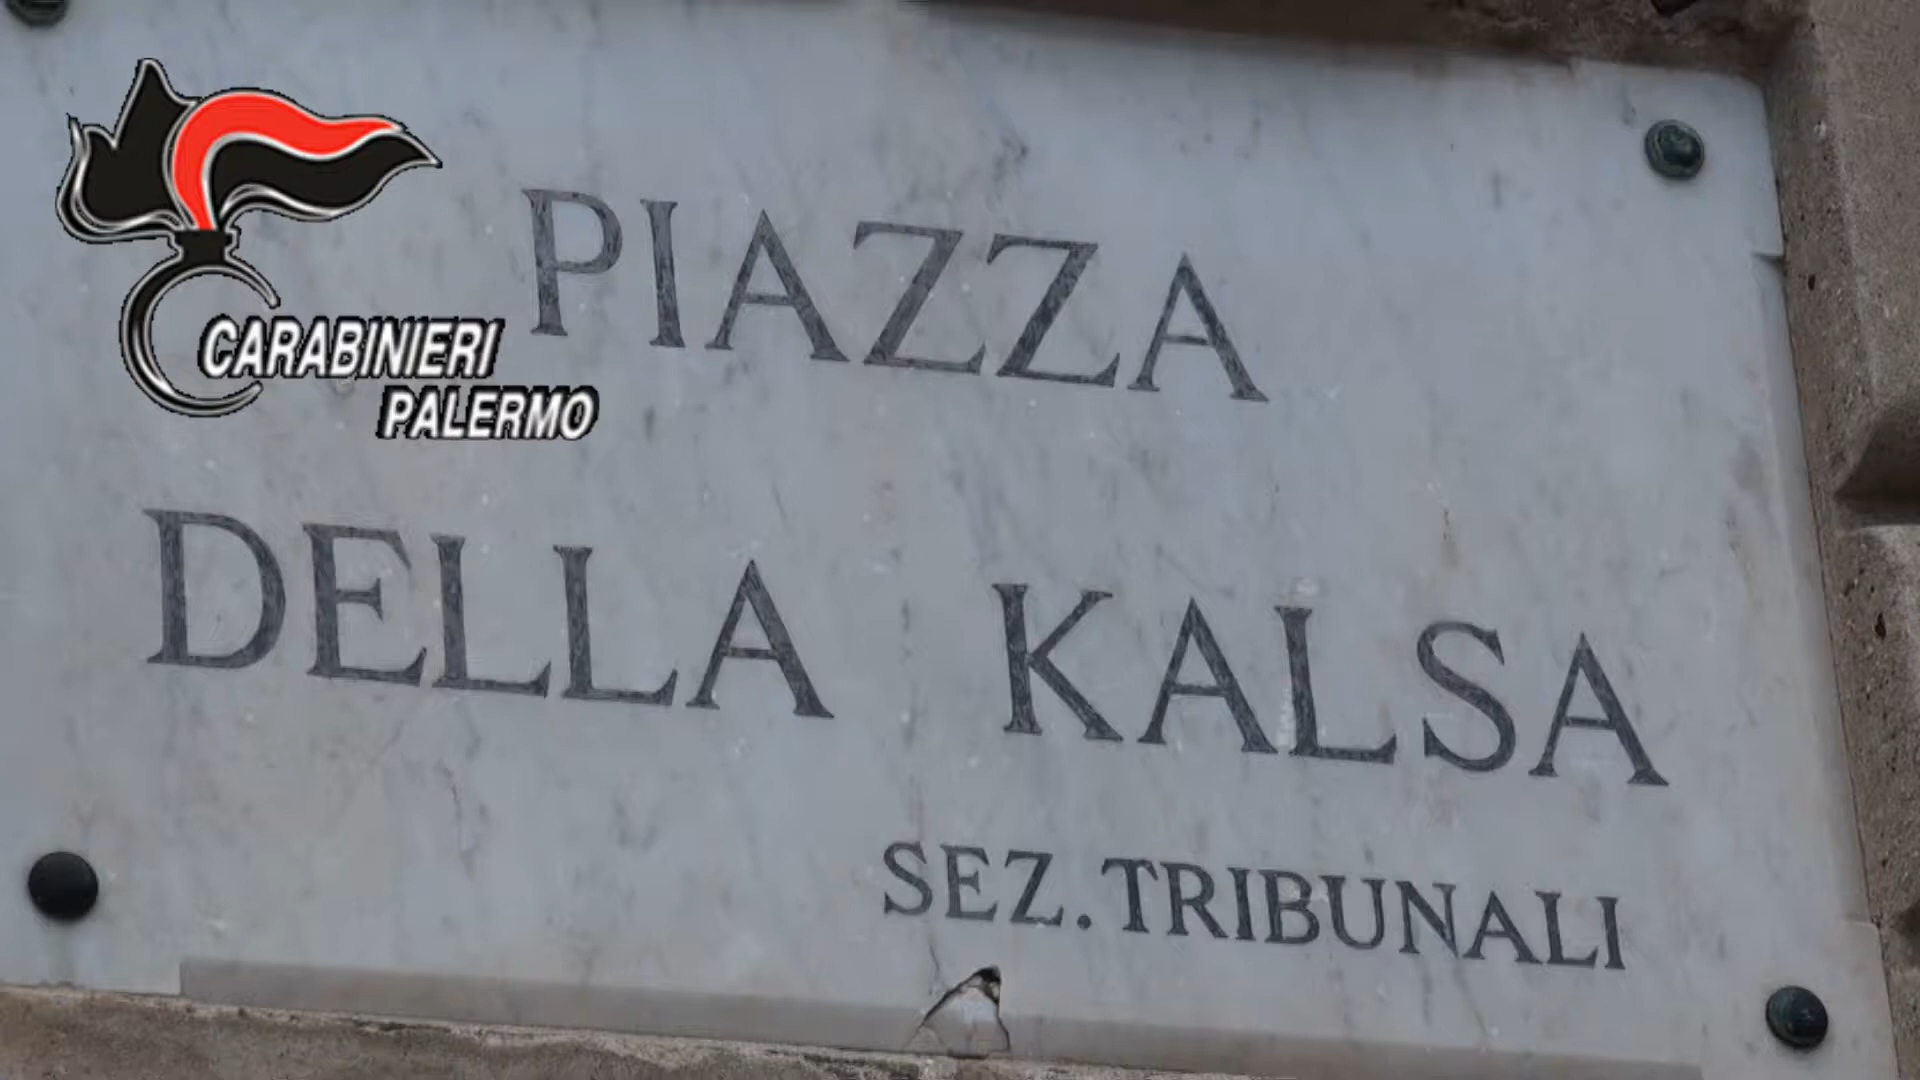 CARABINIERI
PALERMO
PIAZZA
DELLA KALSA
SEZ. TRIBUNALI